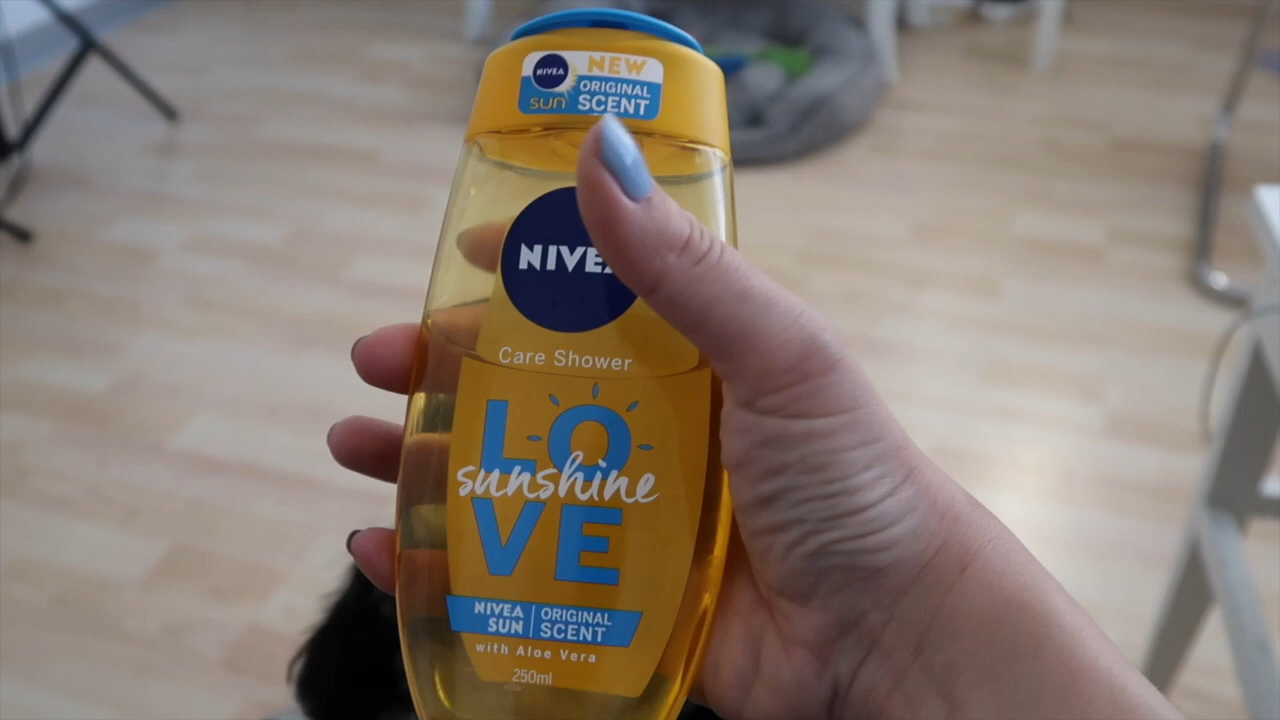 NIVEA
NEW
sun
ORIGINAL
SCENT
NIVEA
Care Shower
LO
sunshine
VE
NIVEA
SUN
ORIGINAL
SCENT
with Aloe Vera
250ml